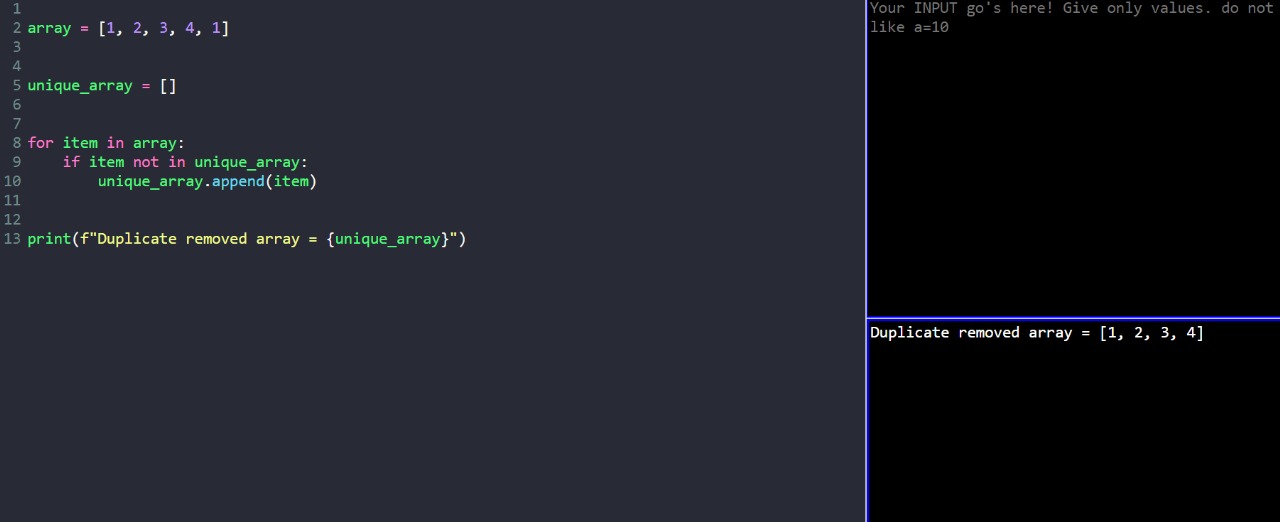 1
2 array = [1, 2, 3, 4, 1]
3
4
5 unique_array = []
6
7
8 for item in array:
9     if item not in unique_array:
10         unique_array.append(item)
11
12
13 print(f"Duplicate removed array = {unique_array}")
Your INPUT go's here! Give only values. do not
like a=10
Duplicate removed array = [1, 2, 3, 4]